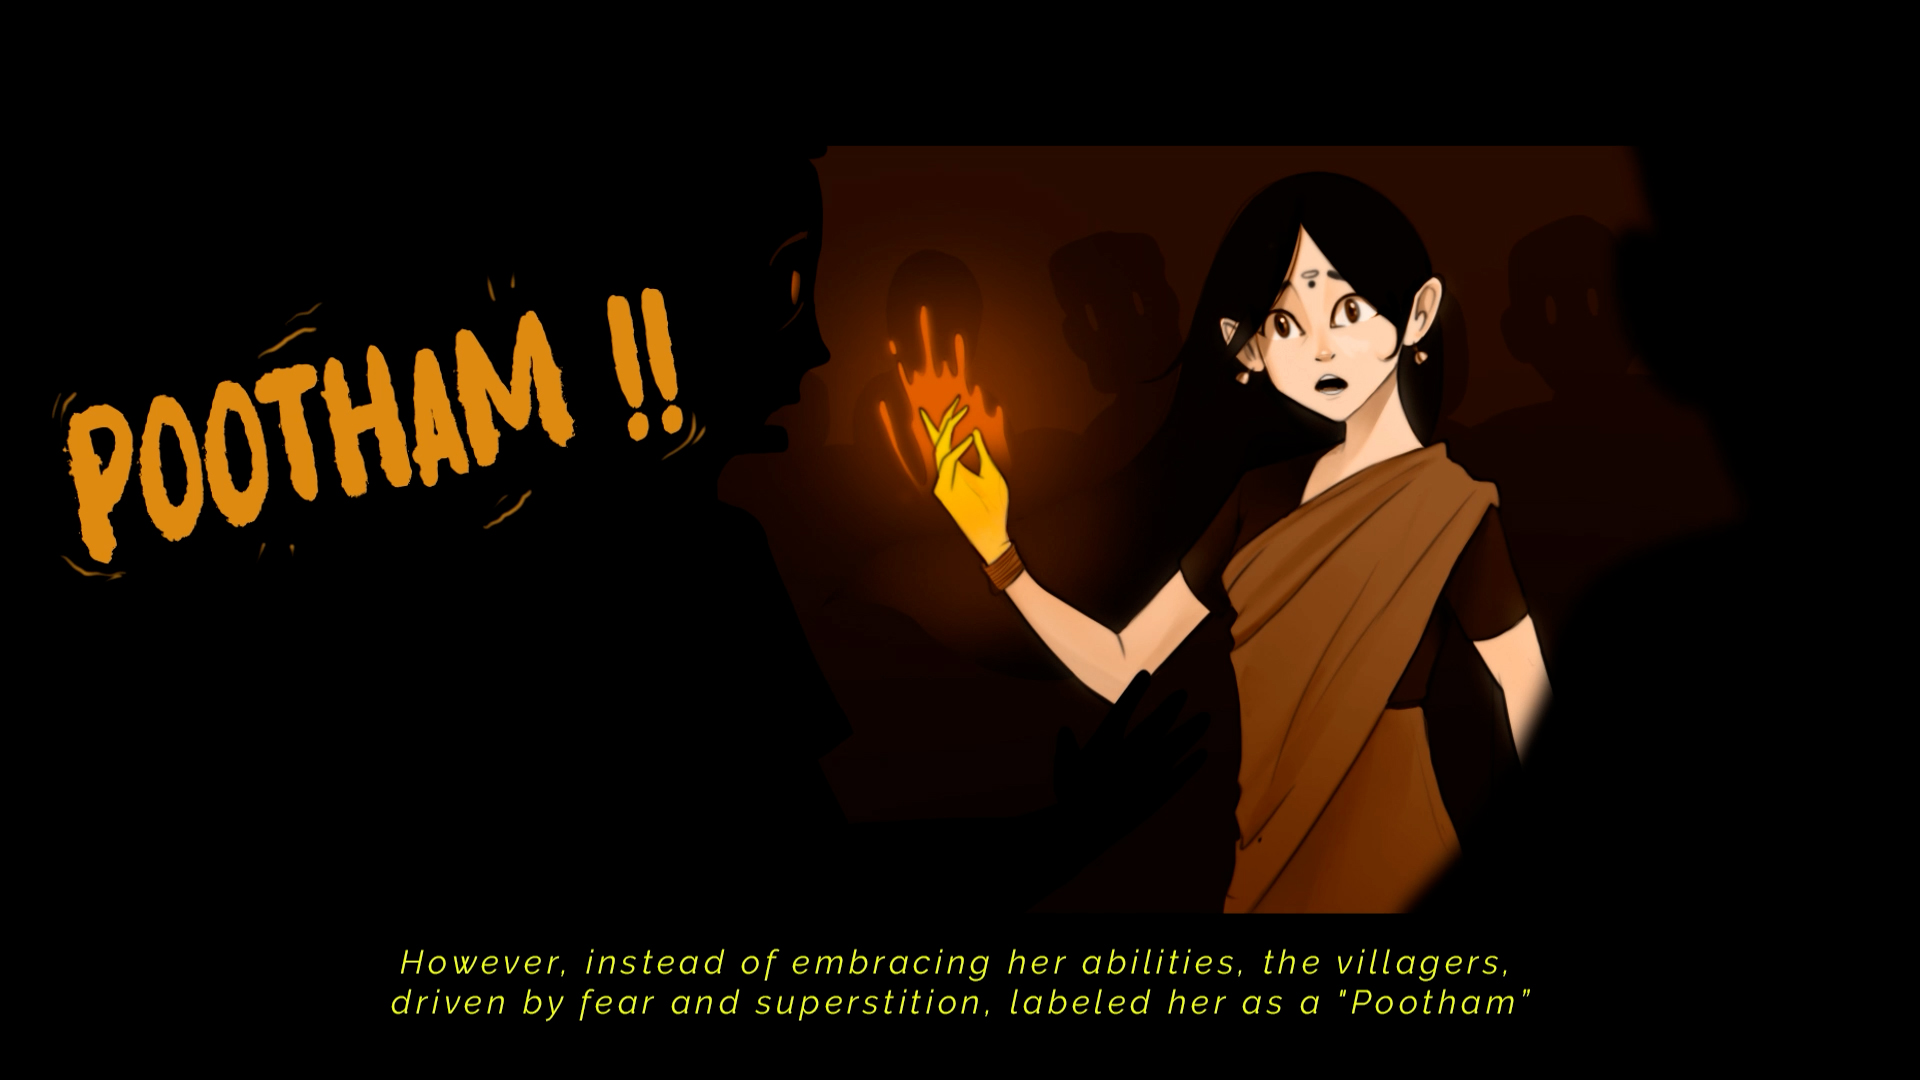 POOTHAM !!
However, instead of embracing her abilities, the villagers,
driven by fear and superstition, labeled her as a "Pootham”